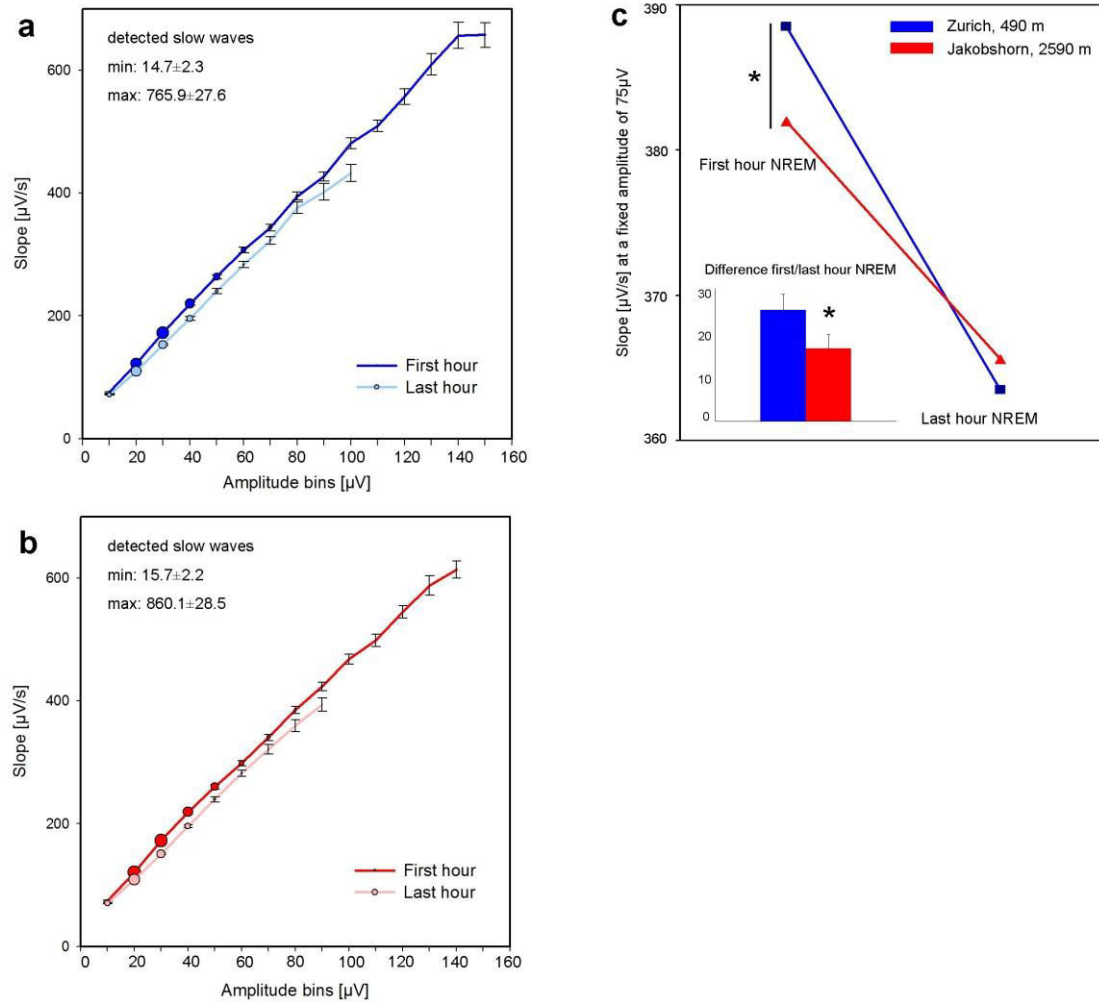 a
detected slow waves
min: 14.7±2.3
max: 765.9±27.6
600
400
200
0
Slope [µV/s]
First hour
Last hour
0 20 40 60 80 100 120 140 160
Amplitude bins [µV]
b
detected slow waves
min: 15.7±2.2
max: 860.1±28.5
600
400
200
0
Slope [µV/s]
First hour
Last hour
0 20 40 60 80 100 120 140 160
Amplitude bins [µV]
c
390
380
370
360
Slope [µV/s] at a fixed amplitude of 75µV
Zurich, 490 m
Jakobshorn, 2590 m
*
First hour NREM
Difference first/last hour NREM
30
20
10
0
*
Last hour NREM